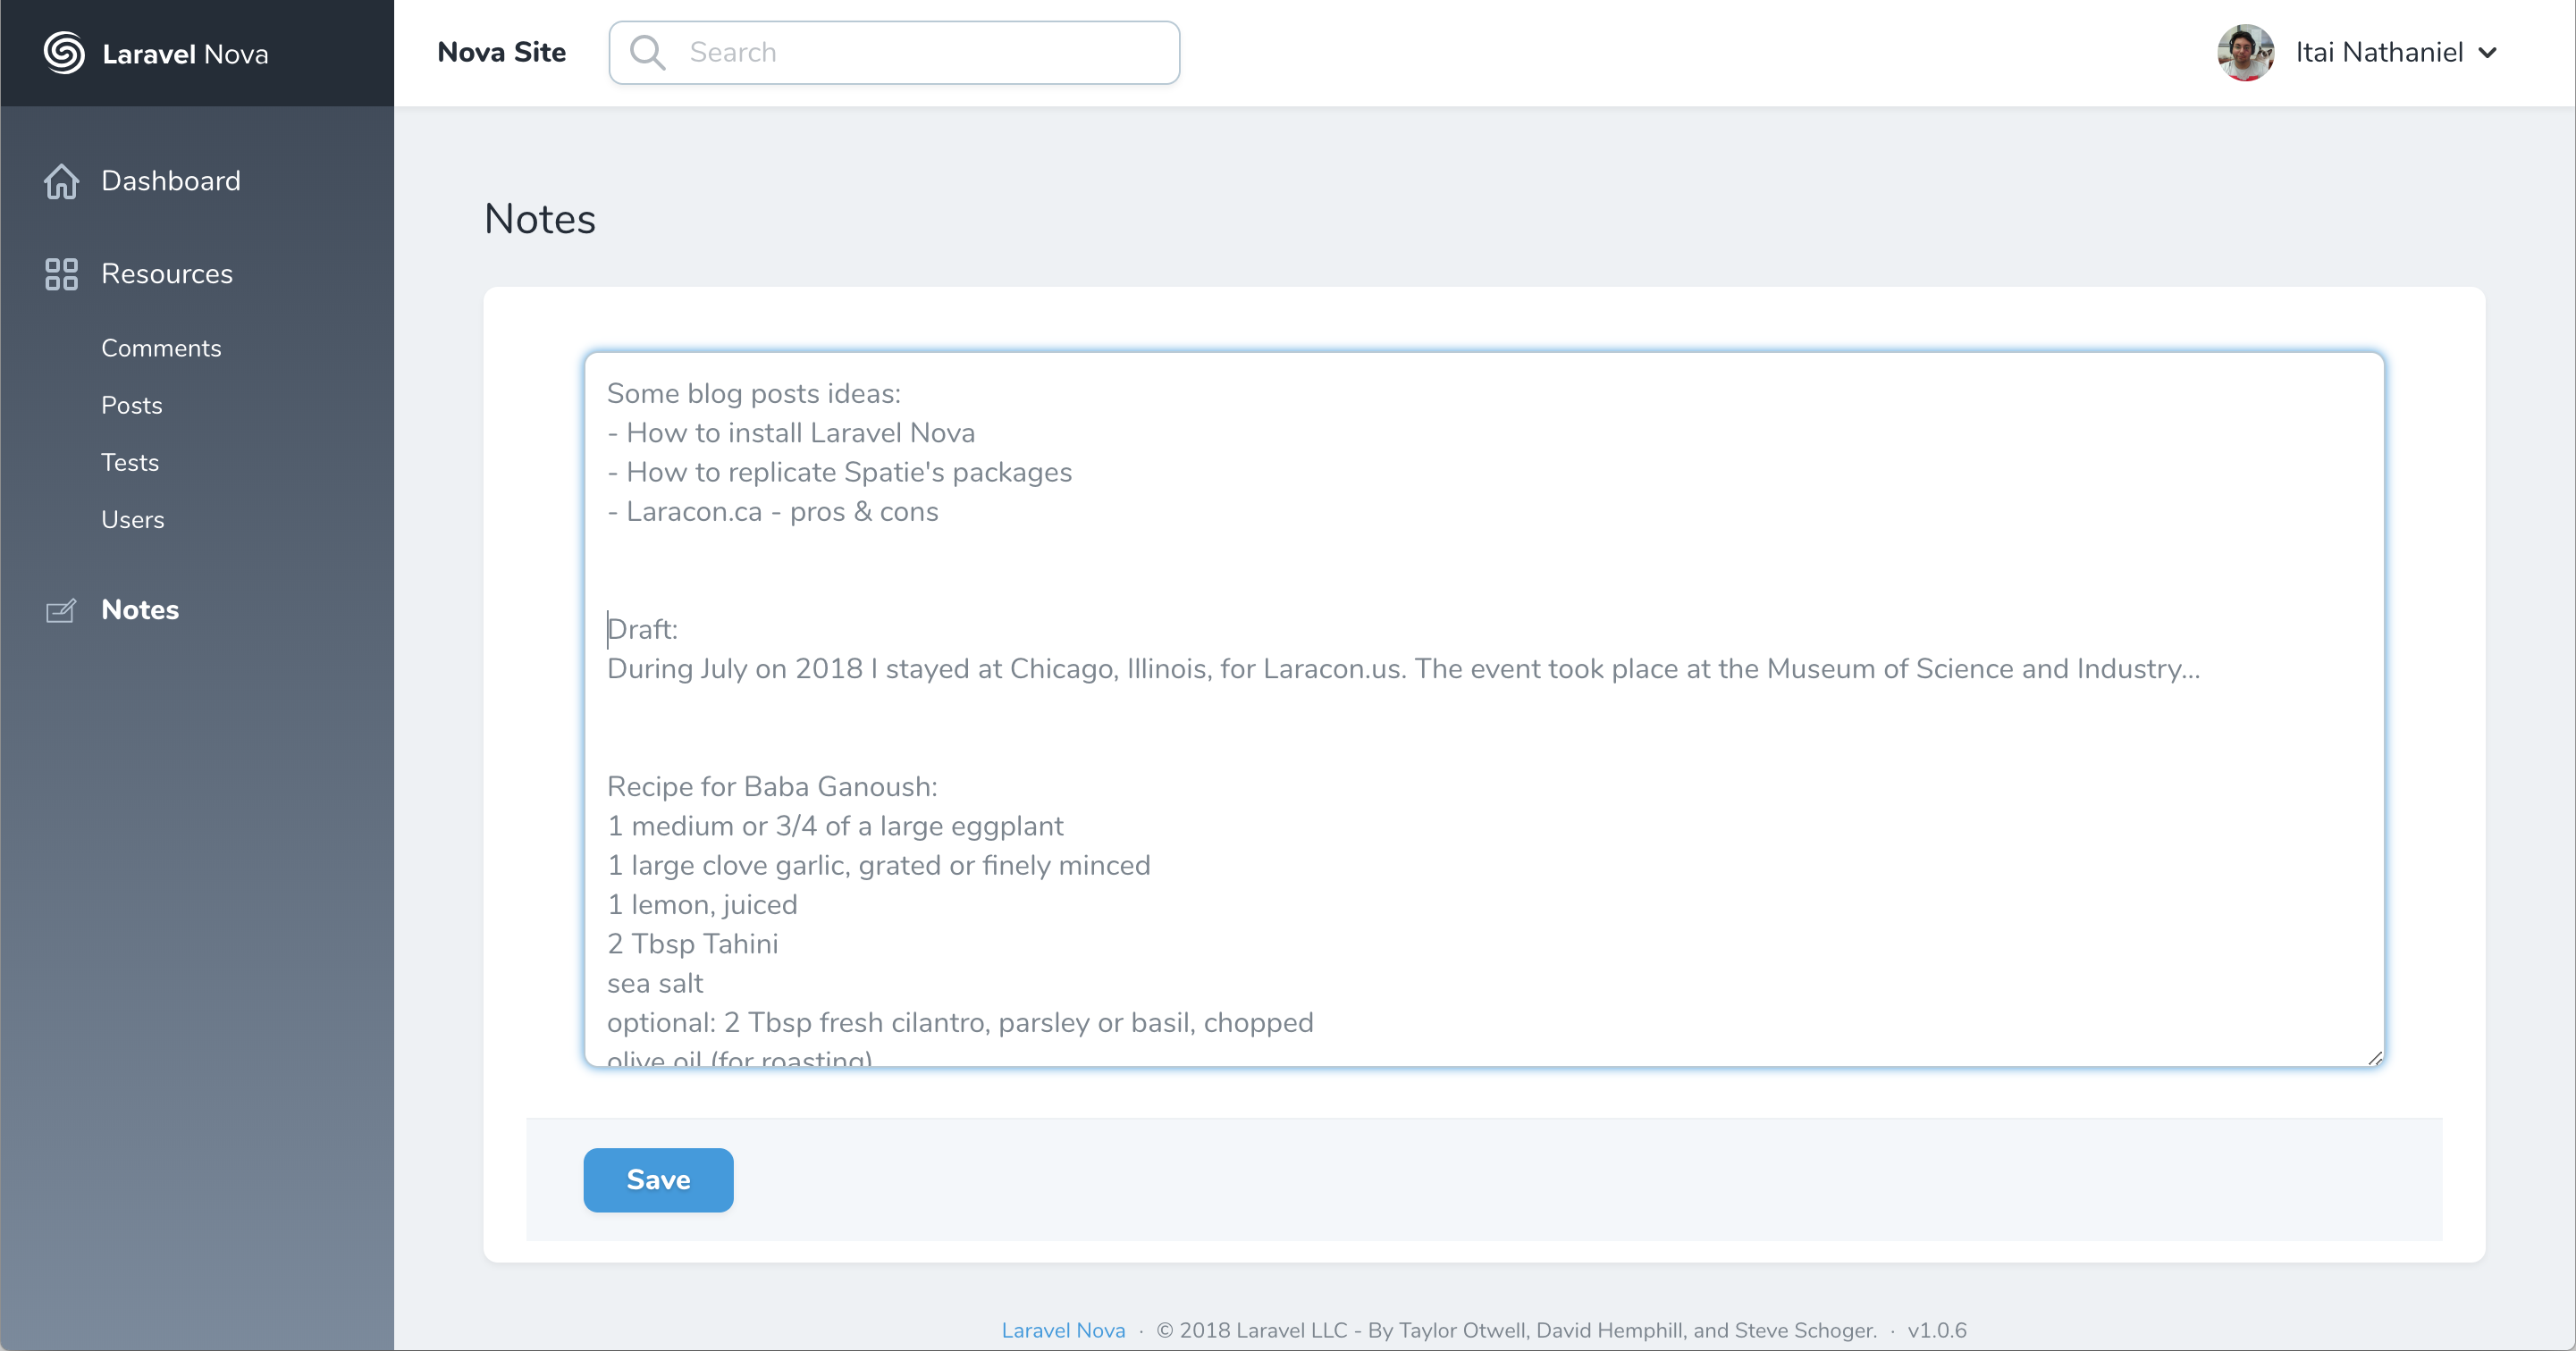 Laravel Nova
Nova Site
Search
Itai Nathaniel
Dashboard
Resources
Comments
Posts
Tests
Users
Notes
Notes
Some blog posts ideas:
- How to install Laravel Nova
- How to replicate Spatie's packages
- Laracon.ca - pros & cons
Draft:
During July on 2018 I stayed at Chicago, Illinois, for Laracon.us. The event took place at the Museum of Science and Industry...
Recipe for Baba Ganoush:
1 medium or 3/4 of a large eggplant
1 large clove garlic, grated or finely minced
1 lemon, juiced
2 Tbsp Tahini
sea salt
optional: 2 Tbsp fresh cilantro, parsley or basil, chopped
olive oil (for roasting)
Save
Laravel Nova · © 2018 Laravel LLC - By Taylor Otwell, David Hemphill, and Steve Schoger. · v1.0.6